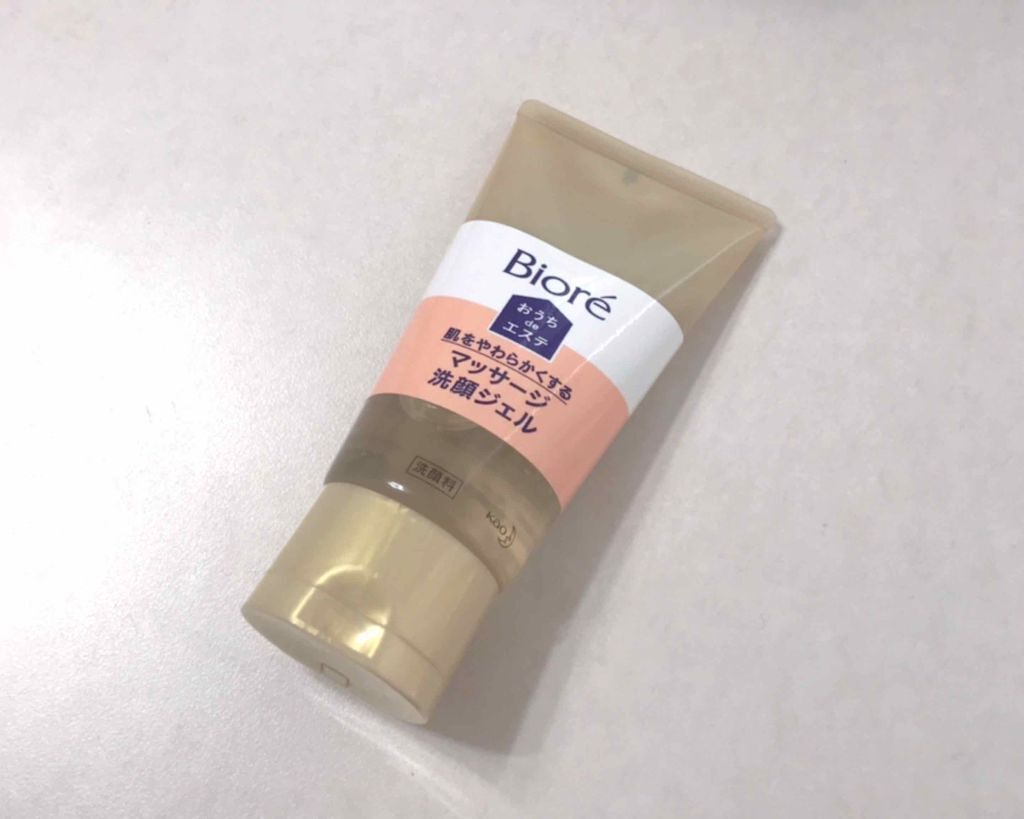 Bioré
おうち
de
エステ
肌をやわらかくする
マッサージ
洗顔ジェル
洗顔料
Kao